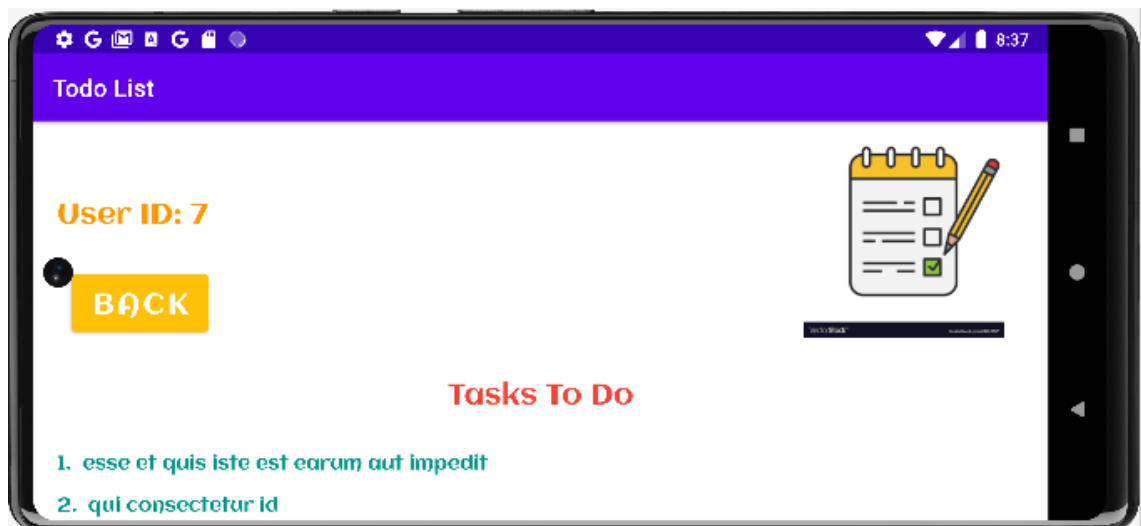 8:37
Todo List
User ID: 7
BACK
Tasks To Do
1. esse et quis iste est earum aut impedit
2. qui consectetur id